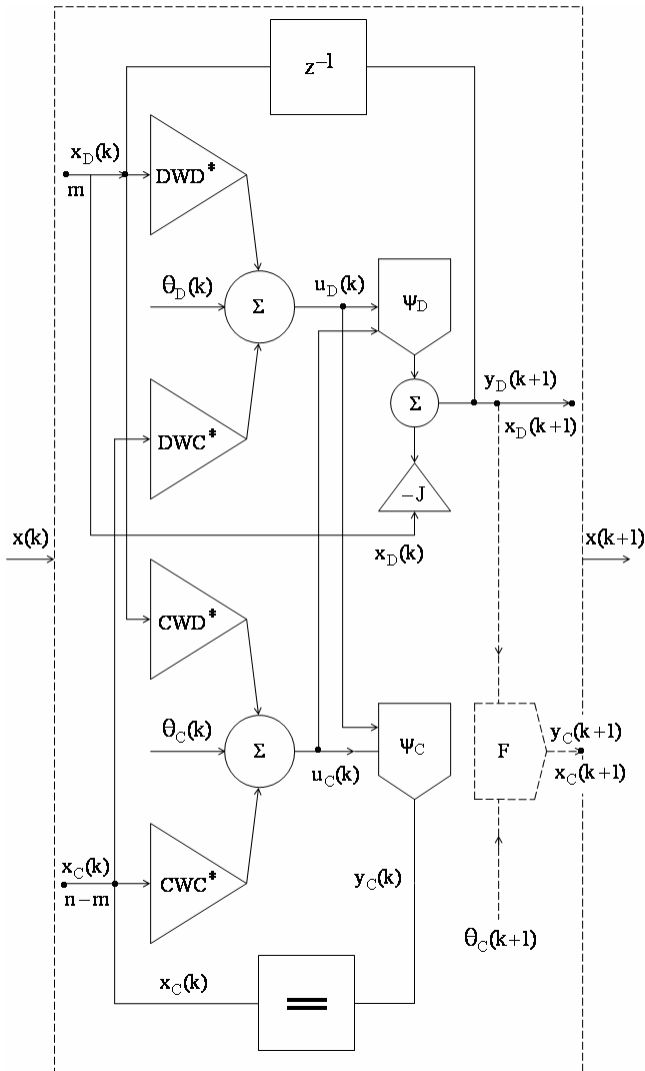 z⁻¹
x_D(k)
m
DWD*
θ_D(k)
Σ
u_D(k)
Ψ_D
DWC*
Σ
y_D(k+1)
x_D(k+1)
−J
x(k)
x_D(k)
x(k+1)
CWD*
θ_C(k)
Σ
u_C(k)
Ψ_C
F
y_C(k+1)
x_C(k+1)
x_C(k)
n−m
CWC*
y_C(k)
θ_C(k+1)
x_C(k)
=